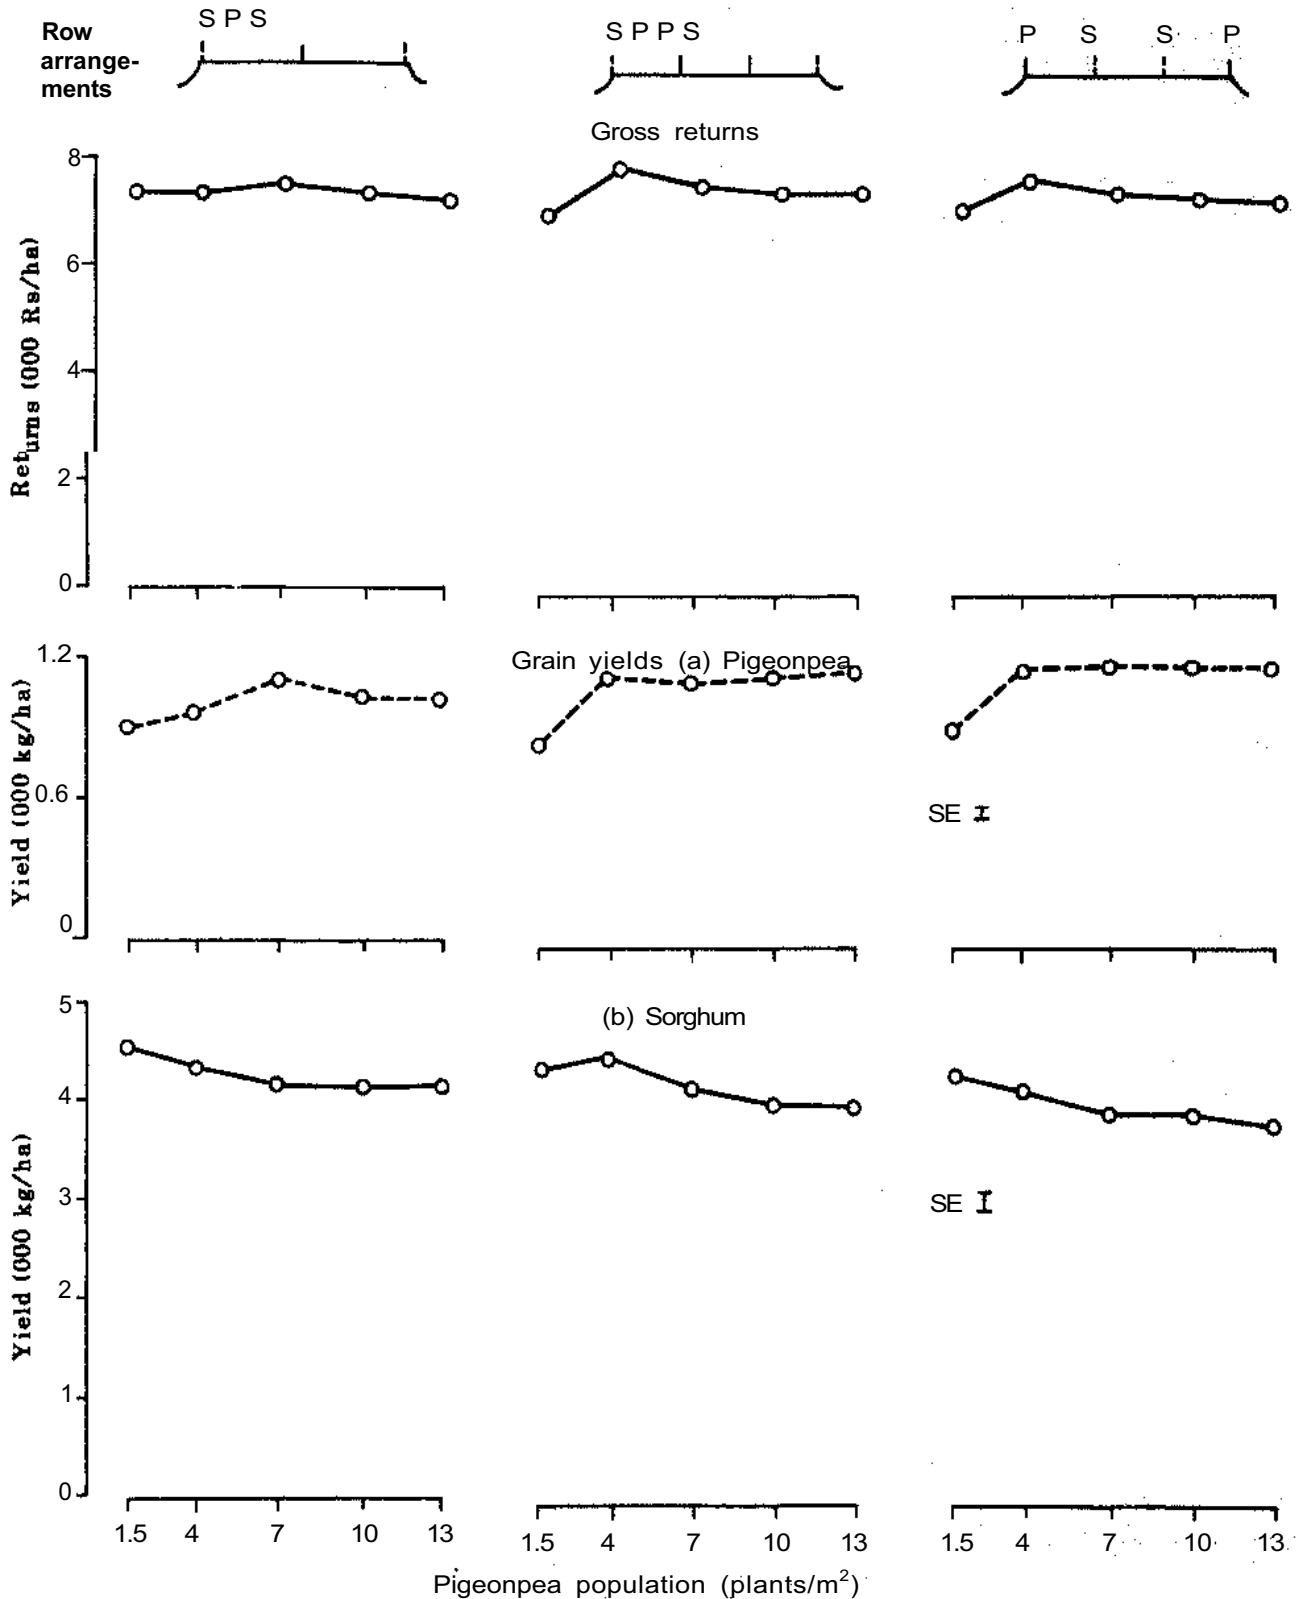 Row arrange- ments
S P S
S P P S
P S S P
Gross returns
Returns (000 Rs/ha)
8
6
4
2
0
Grain yields (a) Pigeonpea
Yield (000 kg/ha)
1.2
0.6
0
SE
(b) Sorghum
Yield (000 kg/ha)
5
4
3
2
1
0
SE
1.5 4 7 10 13
1.5 4 7 10 13
1.5 4 7 10 13
Pigeonpea population (plants/m²)